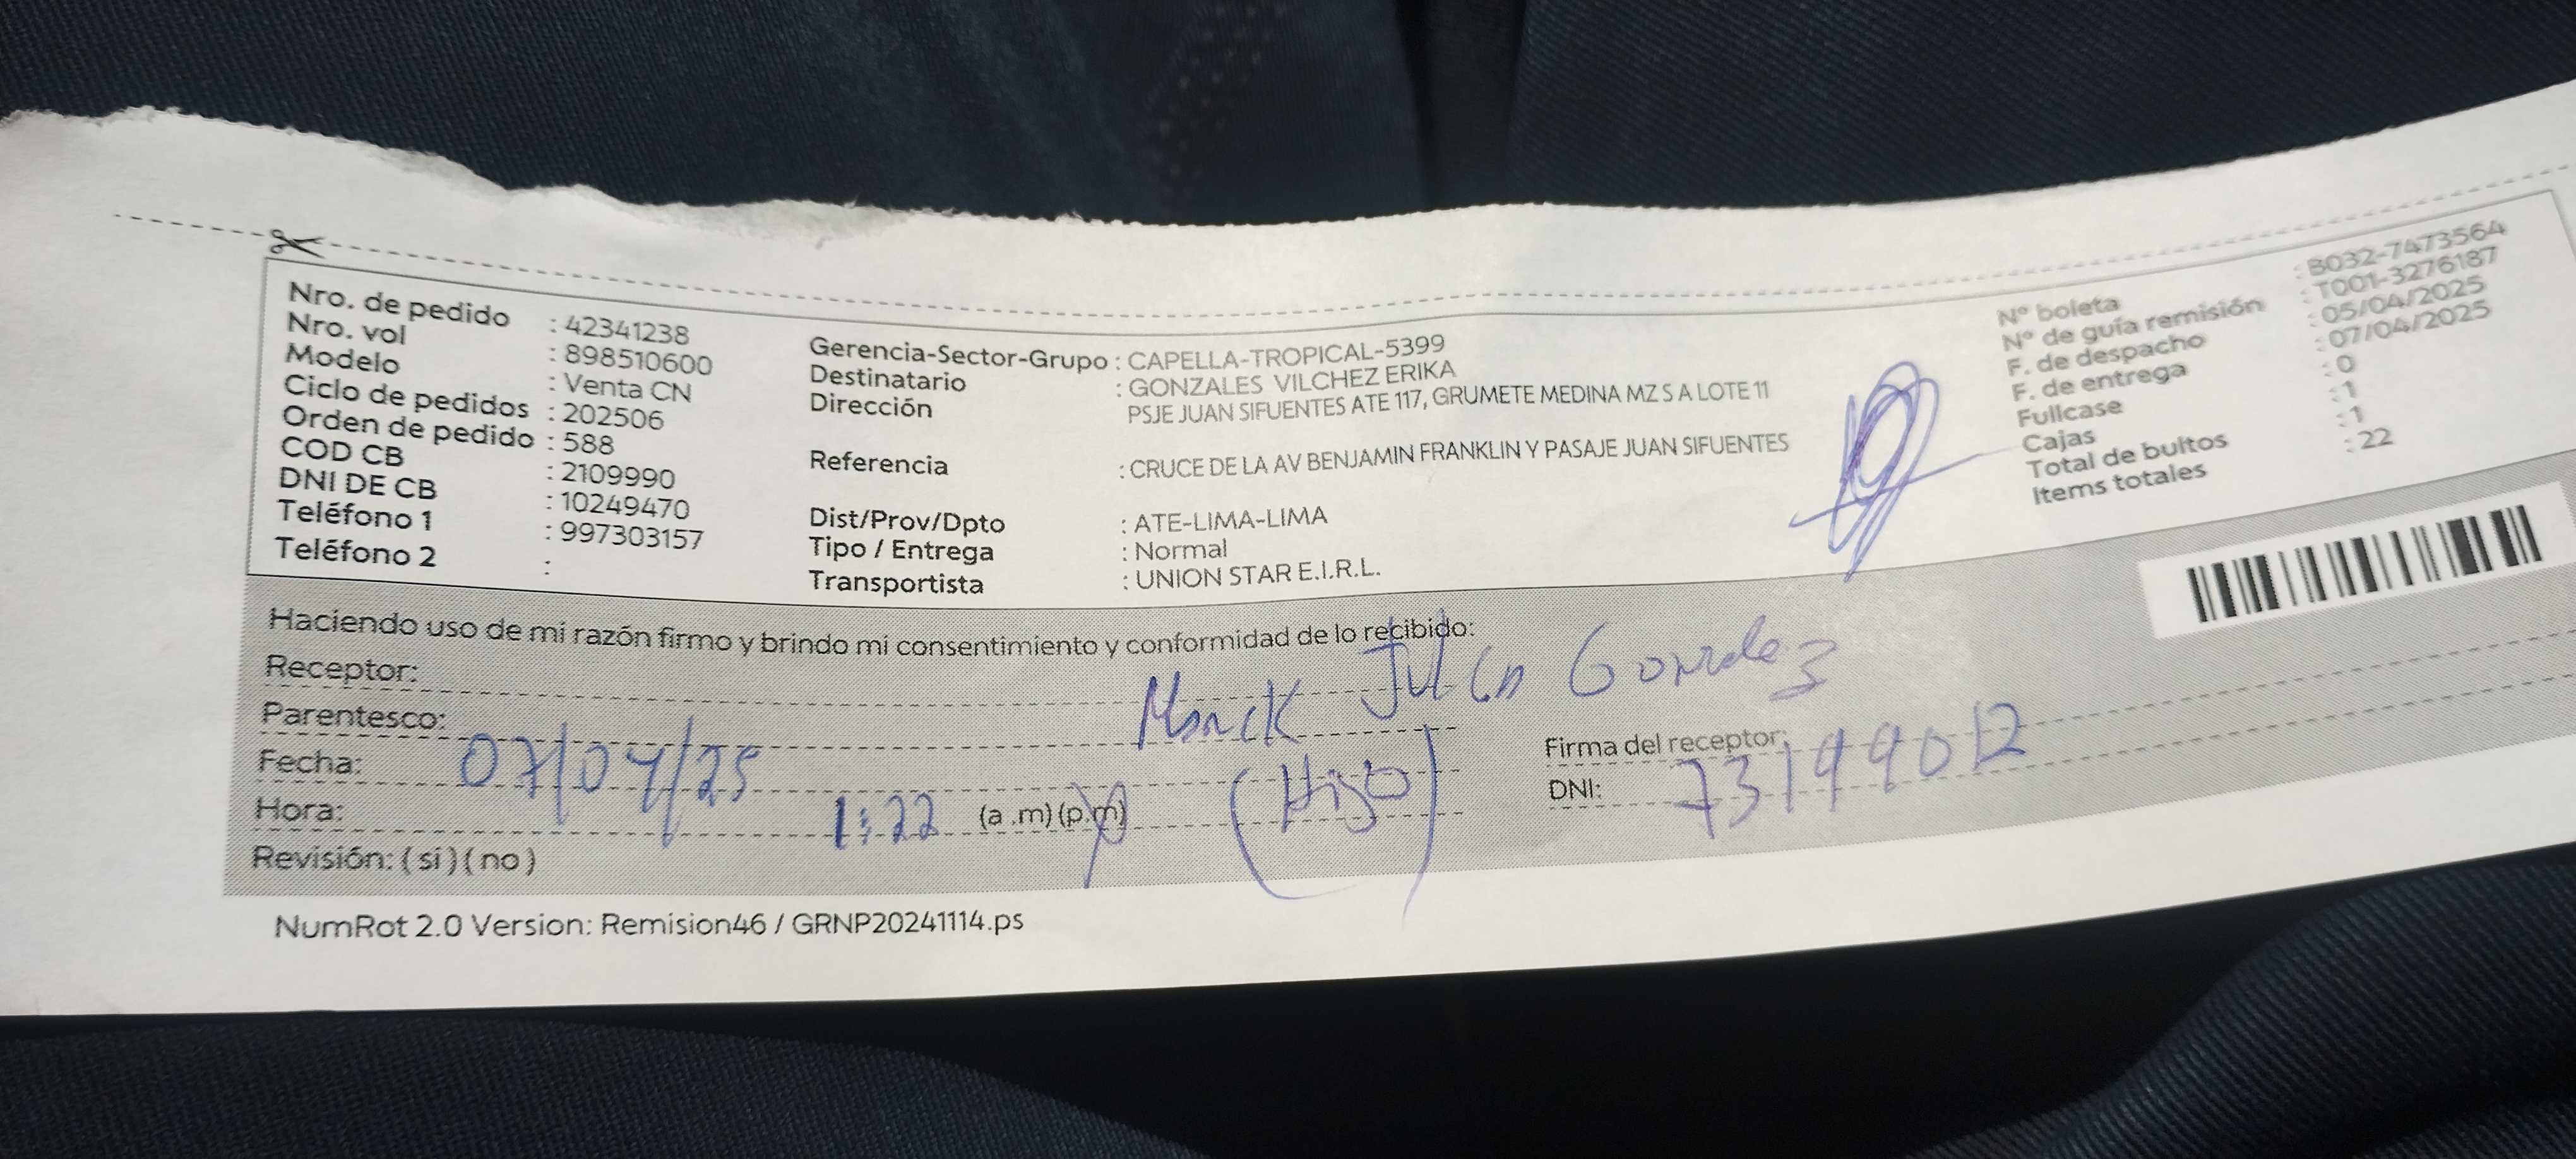 Nro. de pedido : 42341238
Nro. vol : 898510600
Modelo : Venta CN
Ciclo de pedidos : 202506
Orden de pedido : 588
COD CB : 2109990
DNI DE CB : 10249470
Teléfono 1 : 997303157
Teléfono 2 :
Gerencia-Sector-Grupo : CAPELLA-TROPICAL-5399
Destinatario : GONZALES VILCHEZ ERIKA
Dirección PSJE JUAN SIFUENTES ATE 117, GRUMETE MEDINA MZ S A LOTE 11
Referencia : CRUCE DE LA AV BENJAMIN FRANKLIN Y PASAJE JUAN SIFUENTES
Dist/Prov/Dpto : ATE-LIMA-LIMA
Tipo / Entrega : Normal
Transportista : UNION STAR E.I.R.L.
N° boleta : B032-7473564
N° de guía remisión : T001-3276187
F. de despacho : 05/04/2025
F. de entrega : 07/04/2025
Fullcase : 0
Cajas : 1
Total de bultos : 1
Items totales : 22
Haciendo uso de mi razón firmo y brindo mi consentimiento y conformidad de lo recibido:
Receptor:
Parentesco: (Hijo)
Fecha: 07/04/25
Hora: 1:22 (a .m) (p.m)
Revisión: ( si ) ( no )
Firma del receptor:
DNI:
NumRot 2.0 Version: Remision46 / GRNP20241114.ps